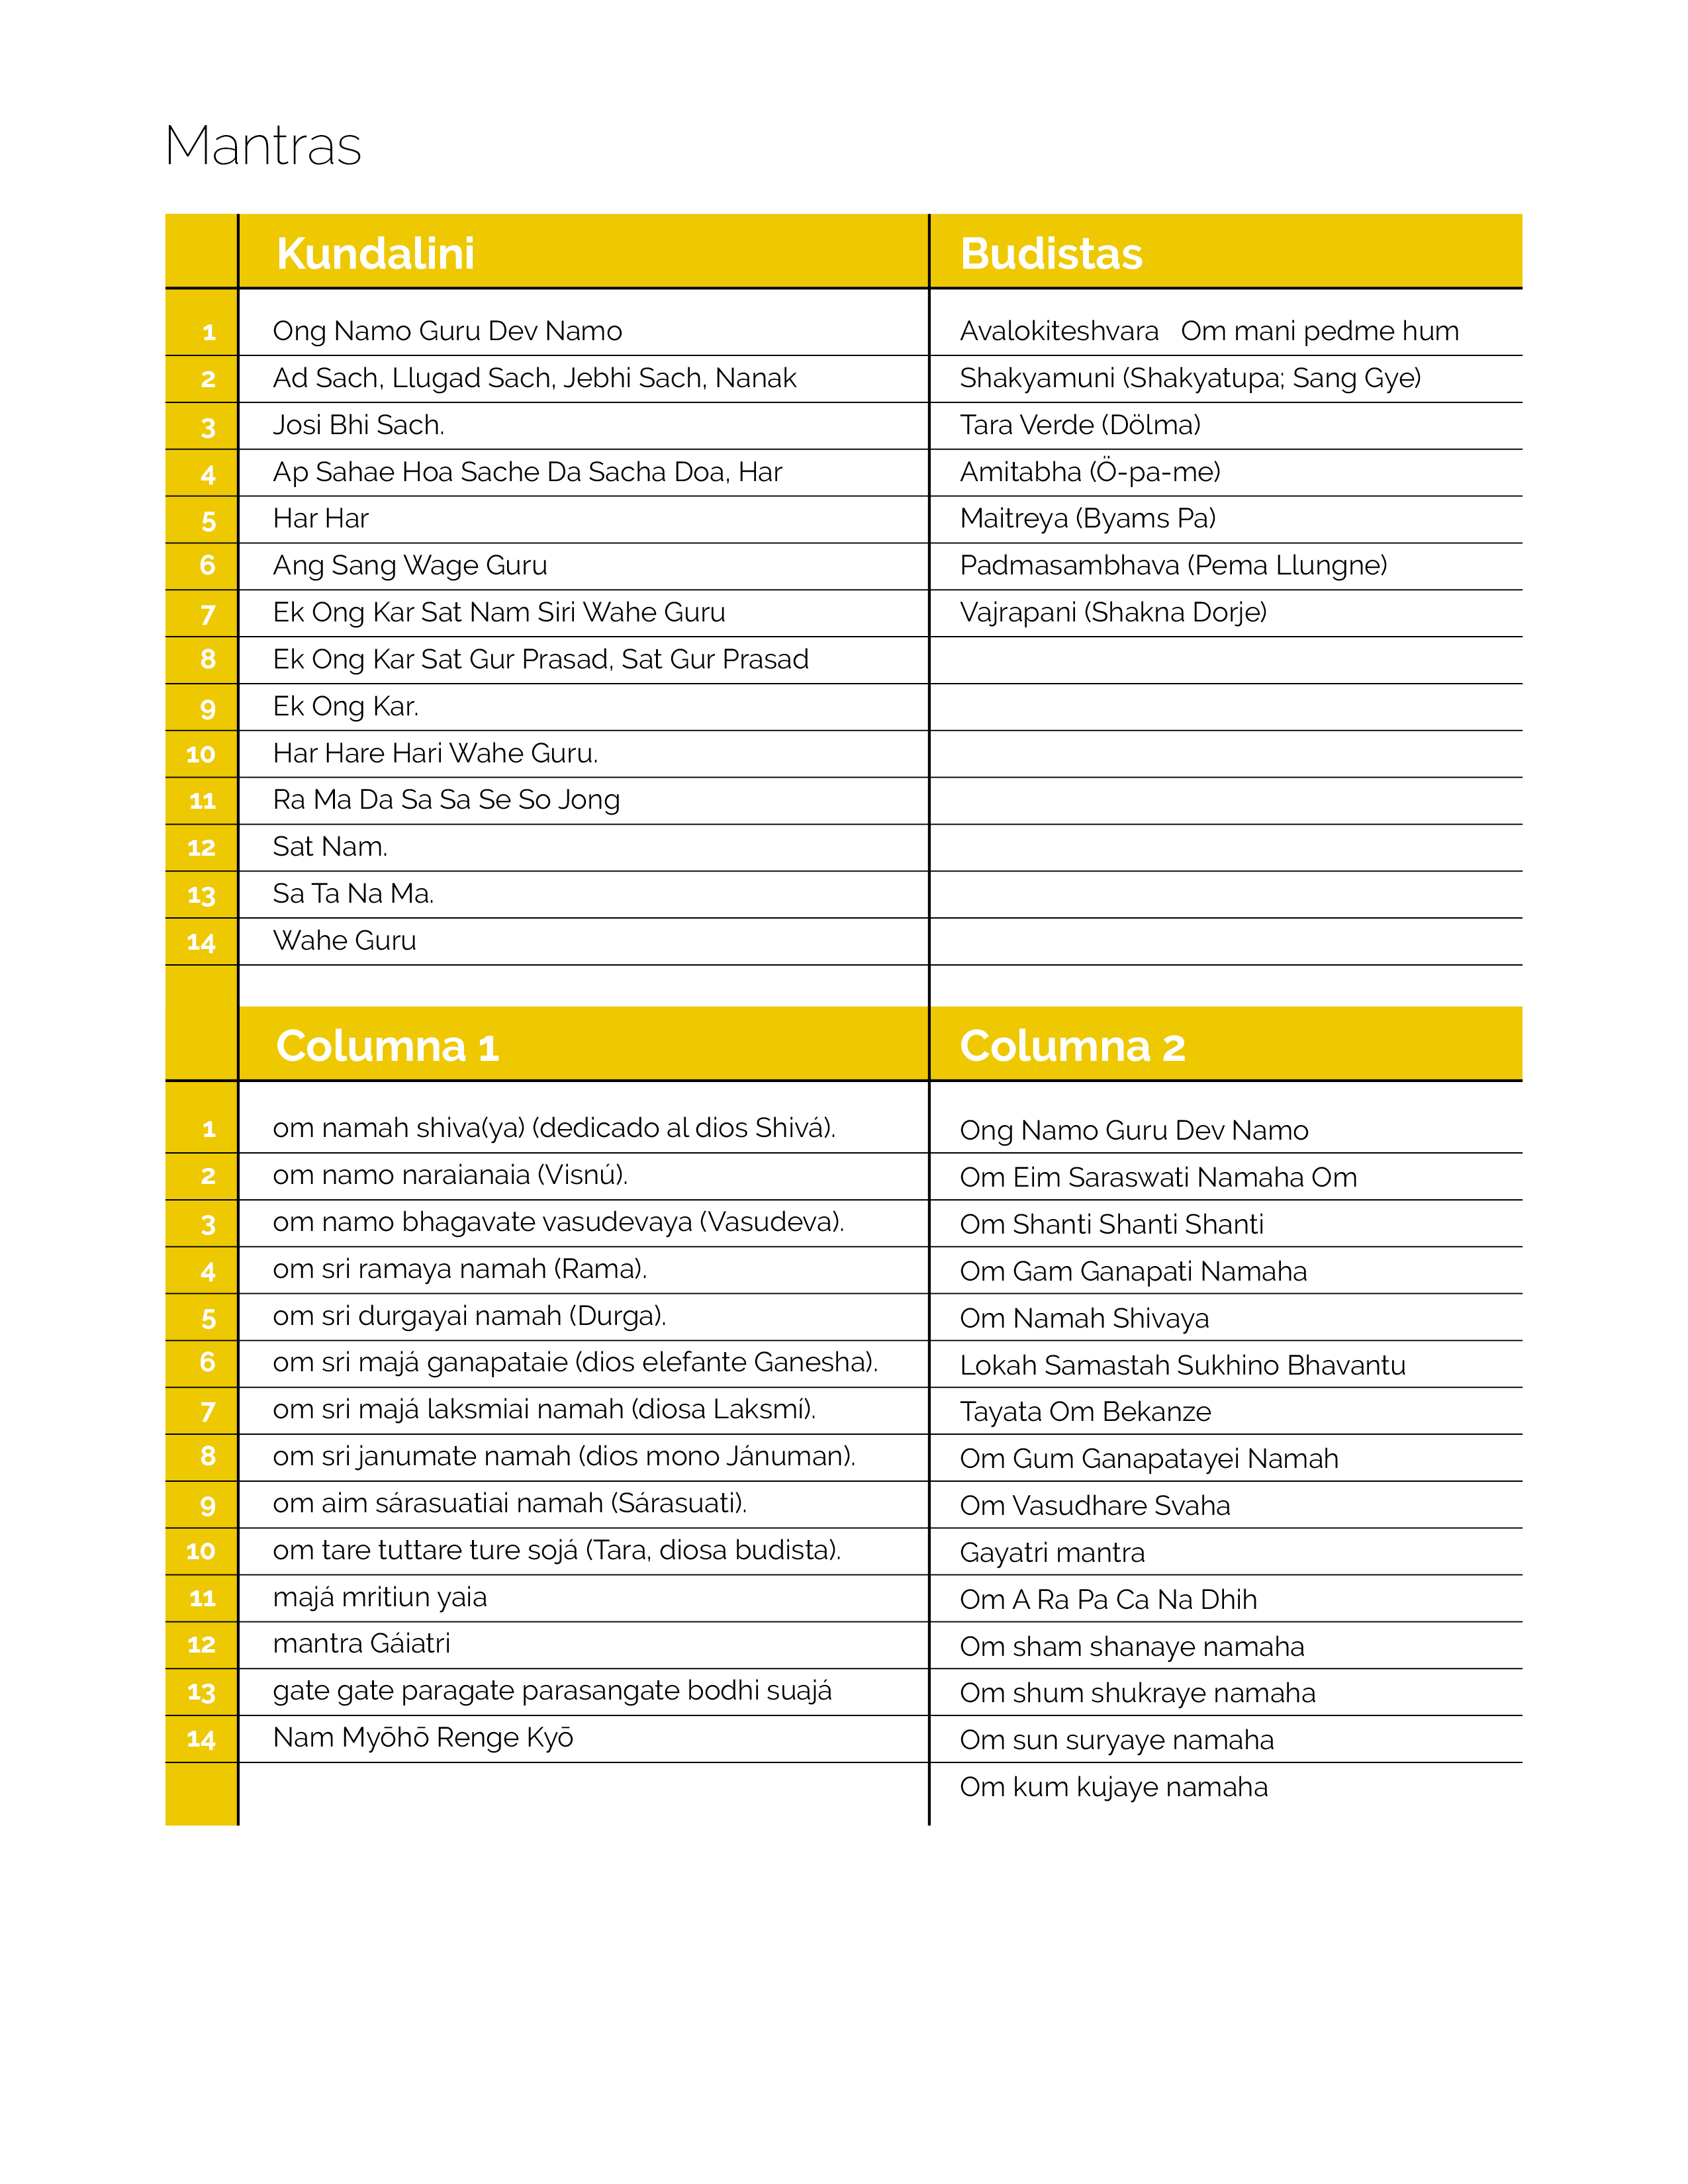 Mantras
Kundalini Budistas
1 Ong Namo Guru Dev Namo Avalokiteshvara Om mani pedme hum
2 Ad Sach, Llugad Sach, Jebhi Sach, Nanak Shakyamuni (Shakyatupa; Sang Gye)
3 Josi Bhi Sach. Tara Verde (Dölma)
4 Ap Sahae Hoa Sache Da Sacha Doa, Har Amitabha (Ö-pa-me)
5 Har Har Maitreya (Byams Pa)
6 Ang Sang Wage Guru Padmasambhava (Pema Llungne)
7 Ek Ong Kar Sat Nam Siri Wahe Guru Vajrapani (Shakna Dorje)
8 Ek Ong Kar Sat Gur Prasad, Sat Gur Prasad
9 Ek Ong Kar.
10 Har Hare Hari Wahe Guru.
11 Ra Ma Da Sa Sa Se So Jong
12 Sat Nam.
13 Sa Ta Na Ma.
14 Wahe Guru
Columna 1 Columna 2
1 om namah shiva(ya) (dedicado al dios Shivá). Ong Namo Guru Dev Namo
2 om namo naraianaia (Visnú). Om Eim Saraswati Namaha Om
3 om namo bhagavate vasudevaya (Vasudeva). Om Shanti Shanti Shanti
4 om sri ramaya namah (Rama). Om Gam Ganapati Namaha
5 om sri durgayai namah (Durga). Om Namah Shivaya
6 om sri majá ganapataie (dios elefante Ganesha). Lokah Samastah Sukhino Bhavantu
7 om sri majá laksmiai namah (diosa Laksmí). Tayata Om Bekanze
8 om sri janumate namah (dios mono Jánuman). Om Gum Ganapatayei Namah
9 om aim sárasuatiai namah (Sárasuati). Om Vasudhare Svaha
10 om tare tuttare ture sojá (Tara, diosa budista). Gayatri mantra
11 majá mritiun yaia Om A Ra Pa Ca Na Dhih
12 mantra Gáiatri Om sham shanaye namaha
13 gate gate paragate parasangate bodhi suajá Om shum shukraye namaha
14 Nam Myōhō Renge Kyō Om sun suryaye namaha
Om kum kujaye namaha